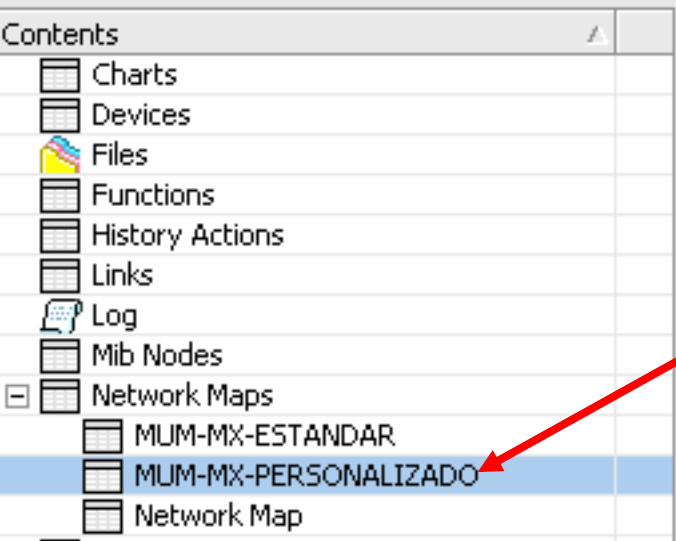 Contents
Charts
Devices
Files
Functions
History Actions
Links
Log
Mib Nodes
Network Maps
MUM-MX-ESTANDAR
MUM-MX-PERSONALIZADO
Network Map